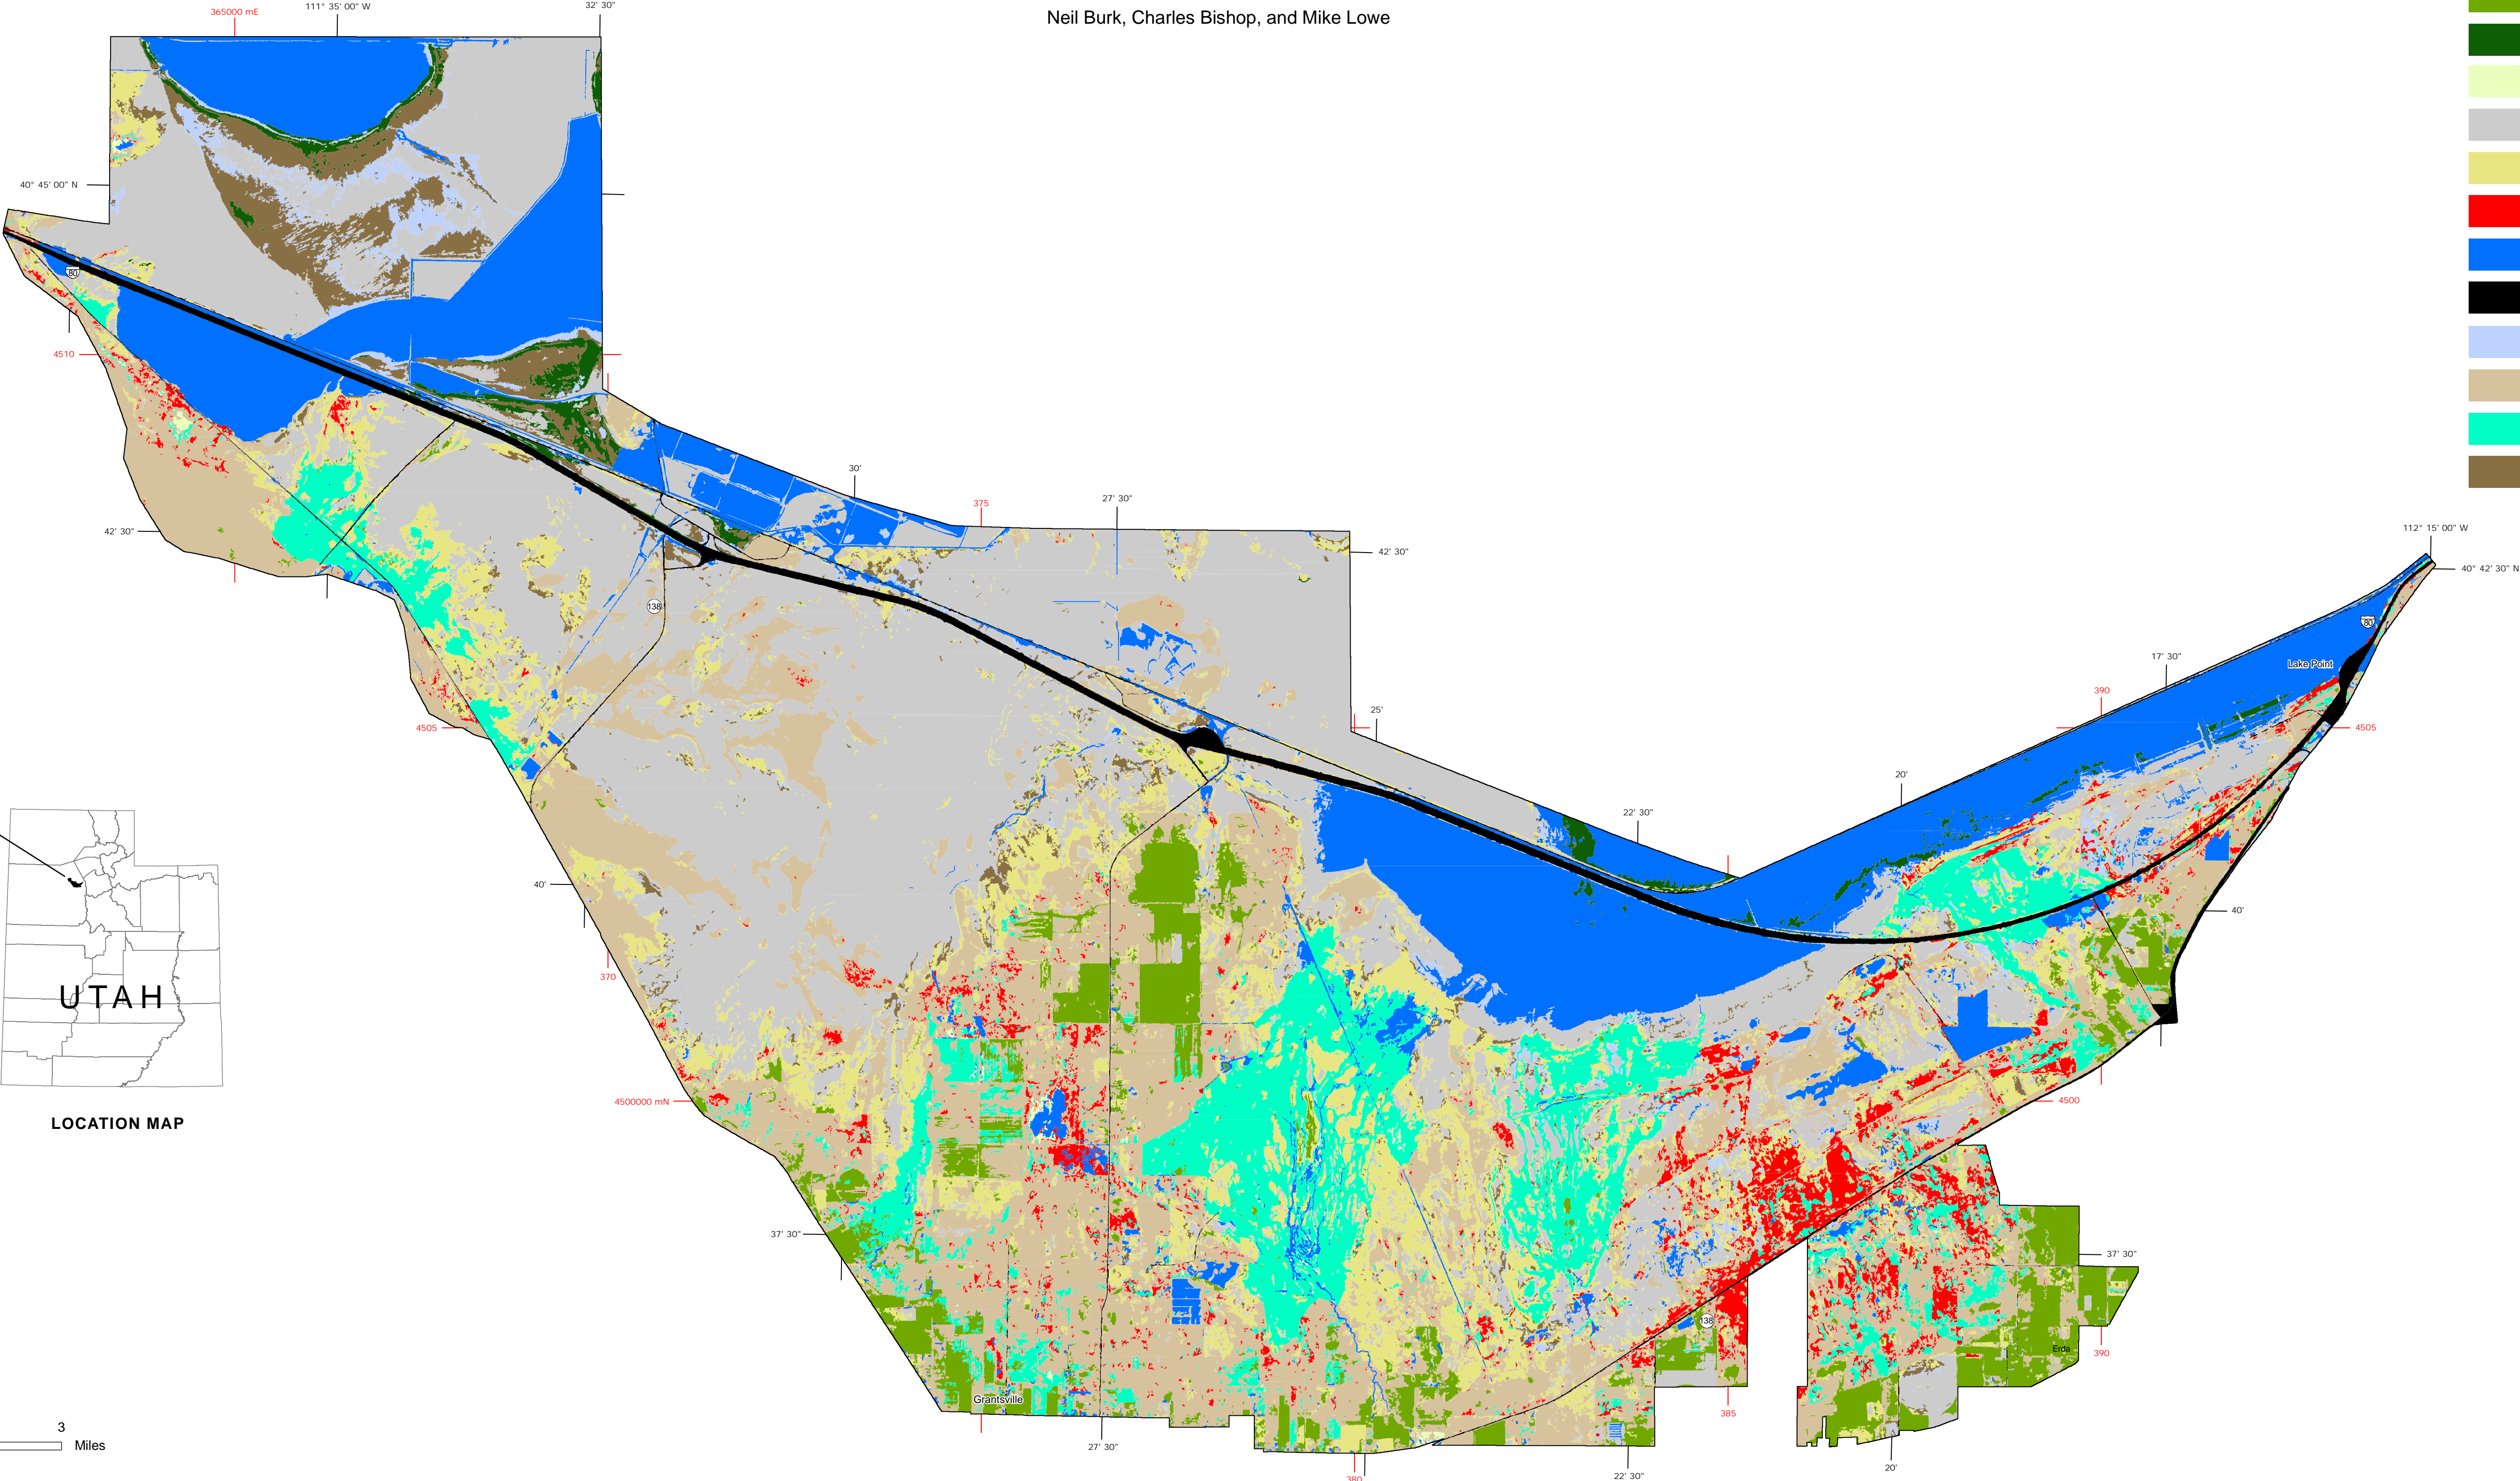 Neil Burk, Charles Bishop, and Mike Lowe
365000 mE
111° 35' 00" W
32' 30"
40° 45' 00" N
80
4510
30'
375
27' 30"
42' 30"
42' 30"
112° 15' 00" W
40° 42' 30" N
138
80
17' 30"
Lake Point
390
25'
4505
4505
20'
22' 30"
40'
40'
370
UTAH
4500000 mN
4500
LOCATION MAP
37' 30"
37' 30"
138
Erda
390
Grantsville
385
3
Miles
27' 30"
20'
22' 30"
380